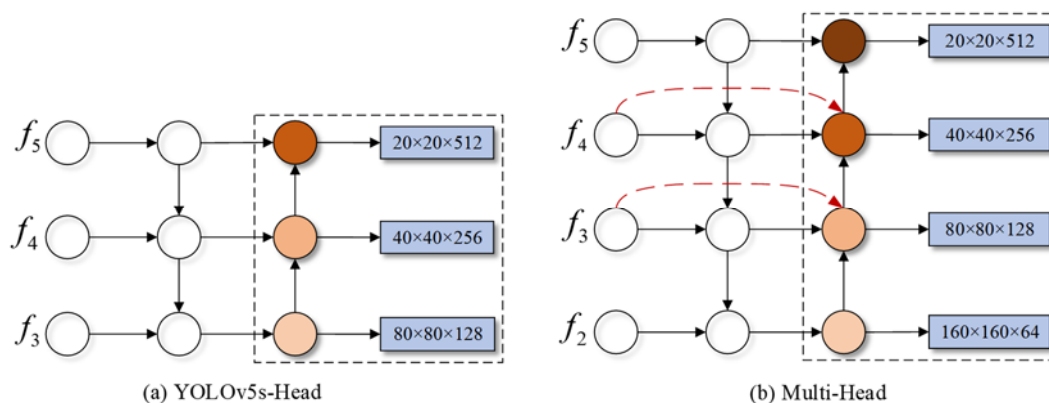 f5
20×20×512
f4
40×40×256
f3
80×80×128
(a) YOLOv5s-Head
f5
20×20×512
f4
40×40×256
f3
80×80×128
f2
160×160×64
(b) Multi-Head